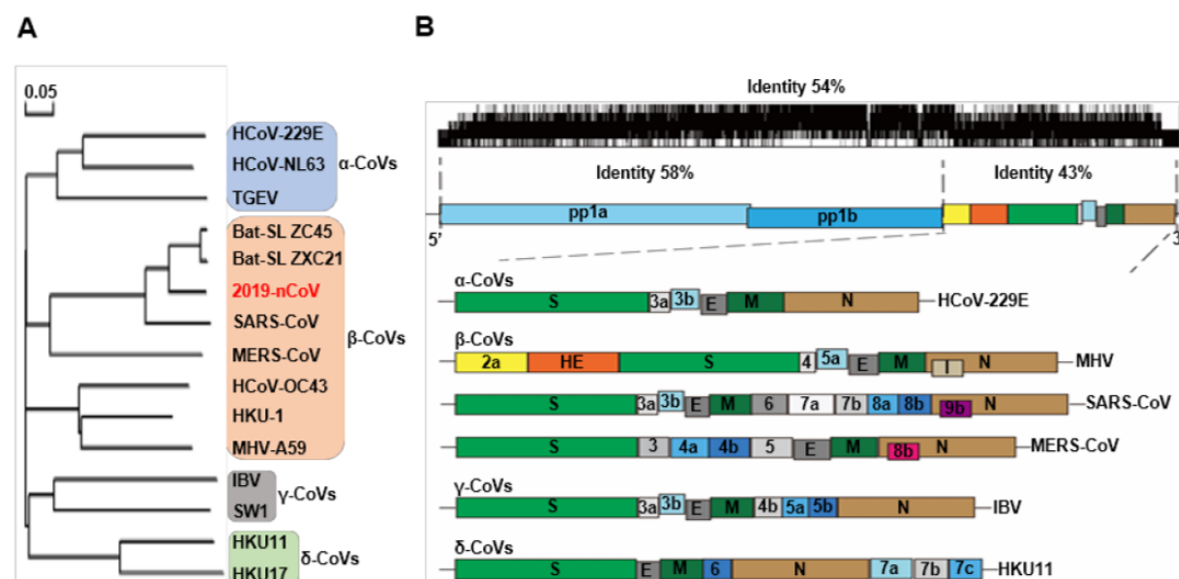 A
0.05
HCoV-229E
HCoV-NL63
TGEV
α-CoVs
Bat-SL ZC45
Bat-SL ZXC21
2019-nCoV
SARS-CoV
MERS-CoV
HCoV-OC43
HKU-1
MHV-A59
β-CoVs
IBV
SW1
γ-CoVs
HKU11
HKU17
δ-CoVs
B
Identity 54%
Identity 58% Identity 43%
pp1a pp1b
5' 3
α-CoVs
S 3a 3b E M N HCoV-229E
β-CoVs
2a HE S 4 5a E M I N MHV
S 3a 3b E M 6 7a 7b 8a 8b 9b N SARS-CoV
S 3 4a 4b 5 E M 8b N MERS-CoV
γ-CoVs
S 3a 3b E M 4b 5a 5b N IBV
δ-CoVs
S E M 6 N 7a 7b 7c HKU11